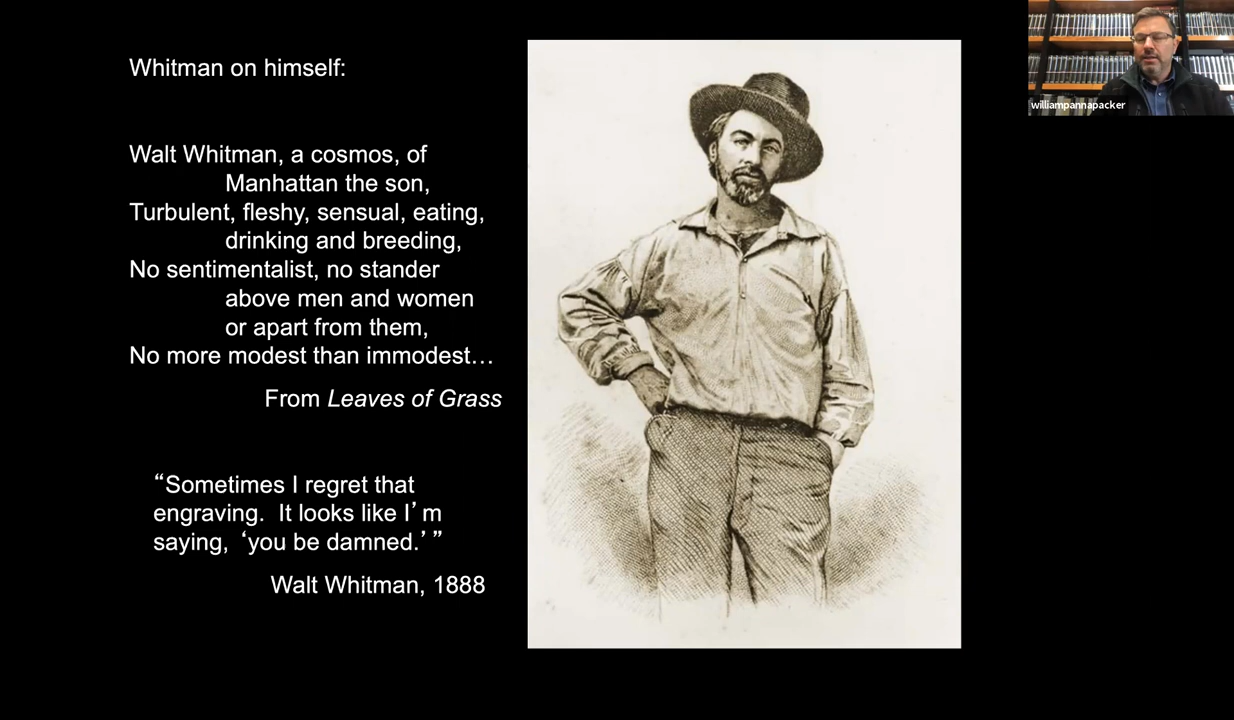 Whitman on himself:
Walt Whitman, a cosmos, of
Manhattan the son,
Turbulent, fleshy, sensual, eating,
drinking and breeding,
No sentimentalist, no stander
above men and women
or apart from them,
No more modest than immodest…
From Leaves of Grass
“Sometimes I regret that
engraving.  It looks like I’m
saying, ‘you be damned.’”
Walt Whitman, 1888
williampannapacker